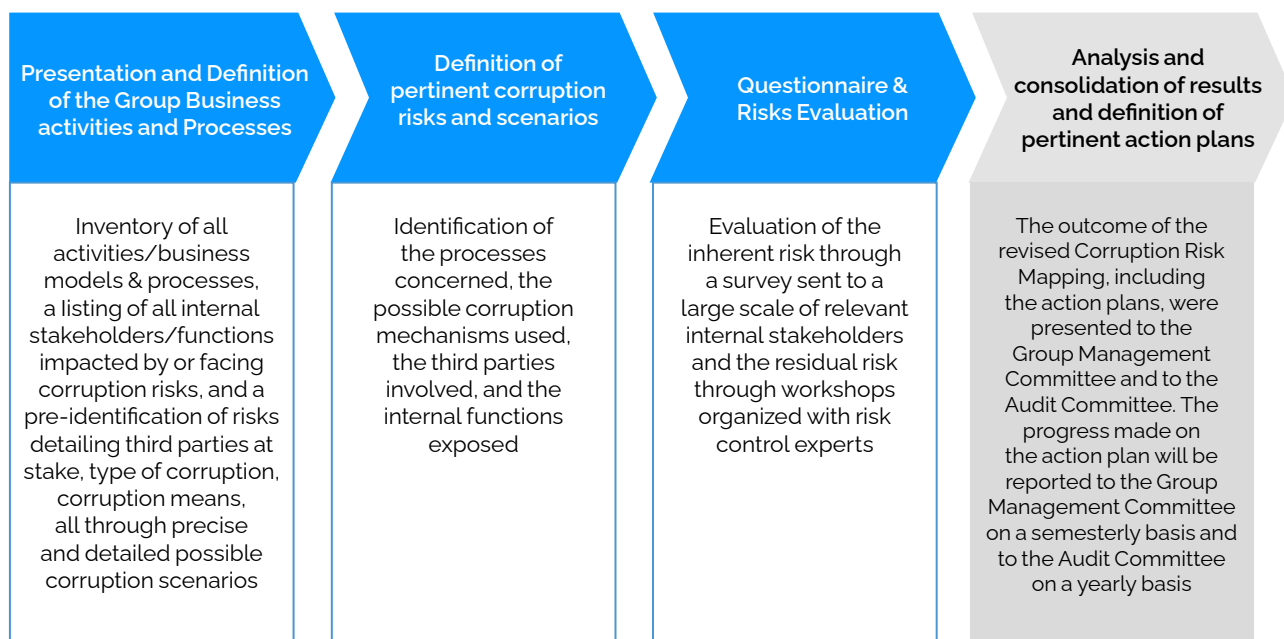 Presentation and Definition
of the Group Business
activities and Processes
Inventory of all
activities/business
models & processes,
a listing of all internal
stakeholders/functions
impacted by or facing
corruption risks, and a
pre-identification of risks
detailing third parties at
stake, type of corruption,
corruption means,
all through precise
and detailed possible
corruption scenarios
Definition of
pertinent corruption
risks and scenarios
Identification of
the processes
concerned, the
possible corruption
mechanisms used,
the third parties
involved, and the
internal functions
exposed
Questionnaire &
Risks Evaluation
Evaluation of the
inherent risk through
a survey sent to a
large scale of relevant
internal stakeholders
and the residual risk
through workshops
organized with risk
control experts
Analysis and
consolidation of results
and definition of
pertinent action plans
The outcome of the
revised Corruption Risk
Mapping, including
the action plans, were
presented to the
Group Management
Committee and to the
Audit Committee. The
progress made on
the action plan will be
reported to the Group
Management Committee
on a semesterly basis and
to the Audit Committee
on a yearly basis